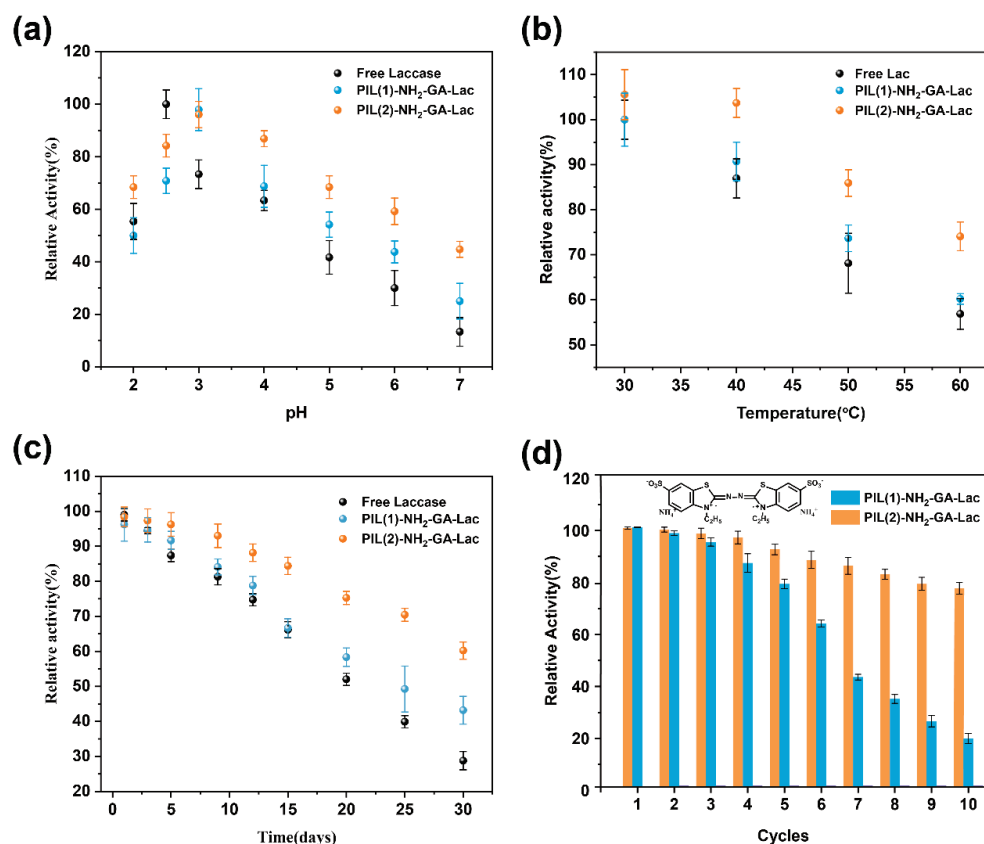 (a)
Relative Activity(%)
120
100
80
60
40
20
0
Free Laccase
PIL(1)-NH₂-GA-Lac
PIL(2)-NH₂-GA-Lac
2 3 4 5 6 7
pH
(b)
Relative activity(%)
110
100
90
80
70
60
50
Free Lac
PIL(1)-NH₂-GA-Lac
PIL(2)-NH₂-GA-Lac
30 35 40 45 50 55 60
Temperature(°C)
(c)
Relative activity(%)
110
100
90
80
70
60
50
40
30
20
Free Laccase
PIL(1)-NH₂-GA-Lac
PIL(2)-NH₂-GA-Lac
0 5 10 15 20 25 30
Time(days)
(d)
Relative Activity(%)
120
100
80
60
40
20
0
⁻O₃S S N N S SO₃⁻
NH₄⁺ N N NH₄⁺
C₂H₅ C₂H₅
PIL(1)-NH₂-GA-Lac
PIL(2)-NH₂-GA-Lac
1 2 3 4 5 6 7 8 9 10
Cycles